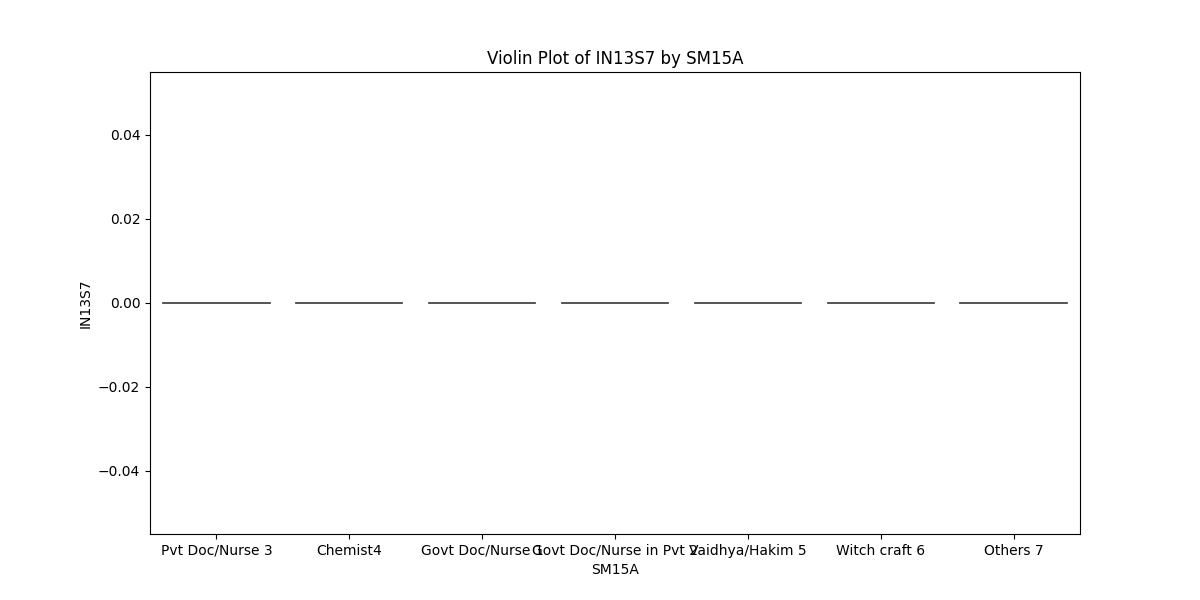 Violin Plot of IN13S7 by SM15A
0.04
0.02
0.00
−0.02
−0.04
IN13S7
Pvt Doc/Nurse 3 Chemist4 Govt Doc/Nurse 1 Govt Doc/Nurse in Pvt 2 Vaidhya/Hakim 5 Witch craft 6 Others 7
SM15A